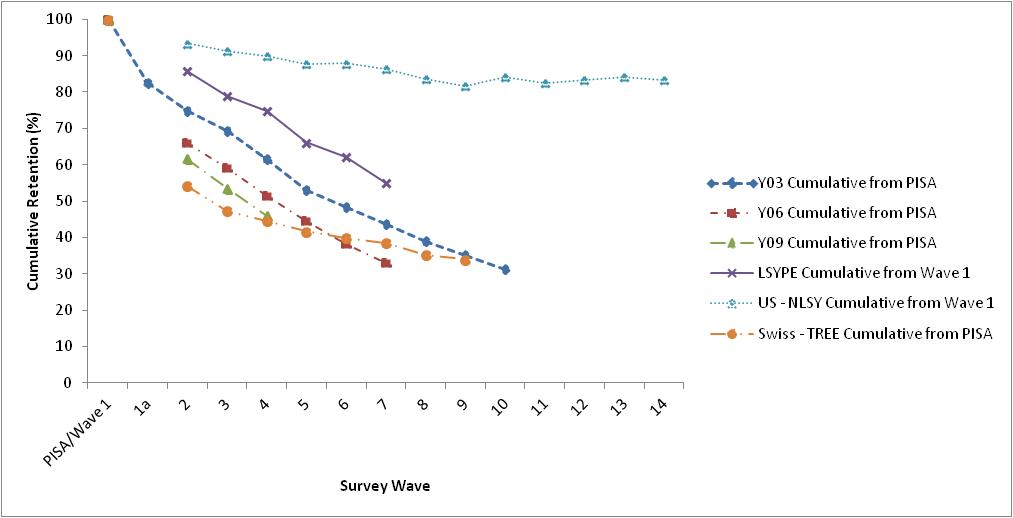 100
90
80
70
60
50
40
30
20
10
0
Cumulative Retention (%)
PISA/Wave 1
1a
2
3
4
5
6
7
8
9
10
11
12
13
14
Survey Wave
Y03 Cumulative from PISA
Y06 Cumulative from PISA
Y09 Cumulative from PISA
LSYPE Cumulative from Wave 1
US - NLSY Cumulative from Wave 1
Swiss - TREE Cumulative from PISA